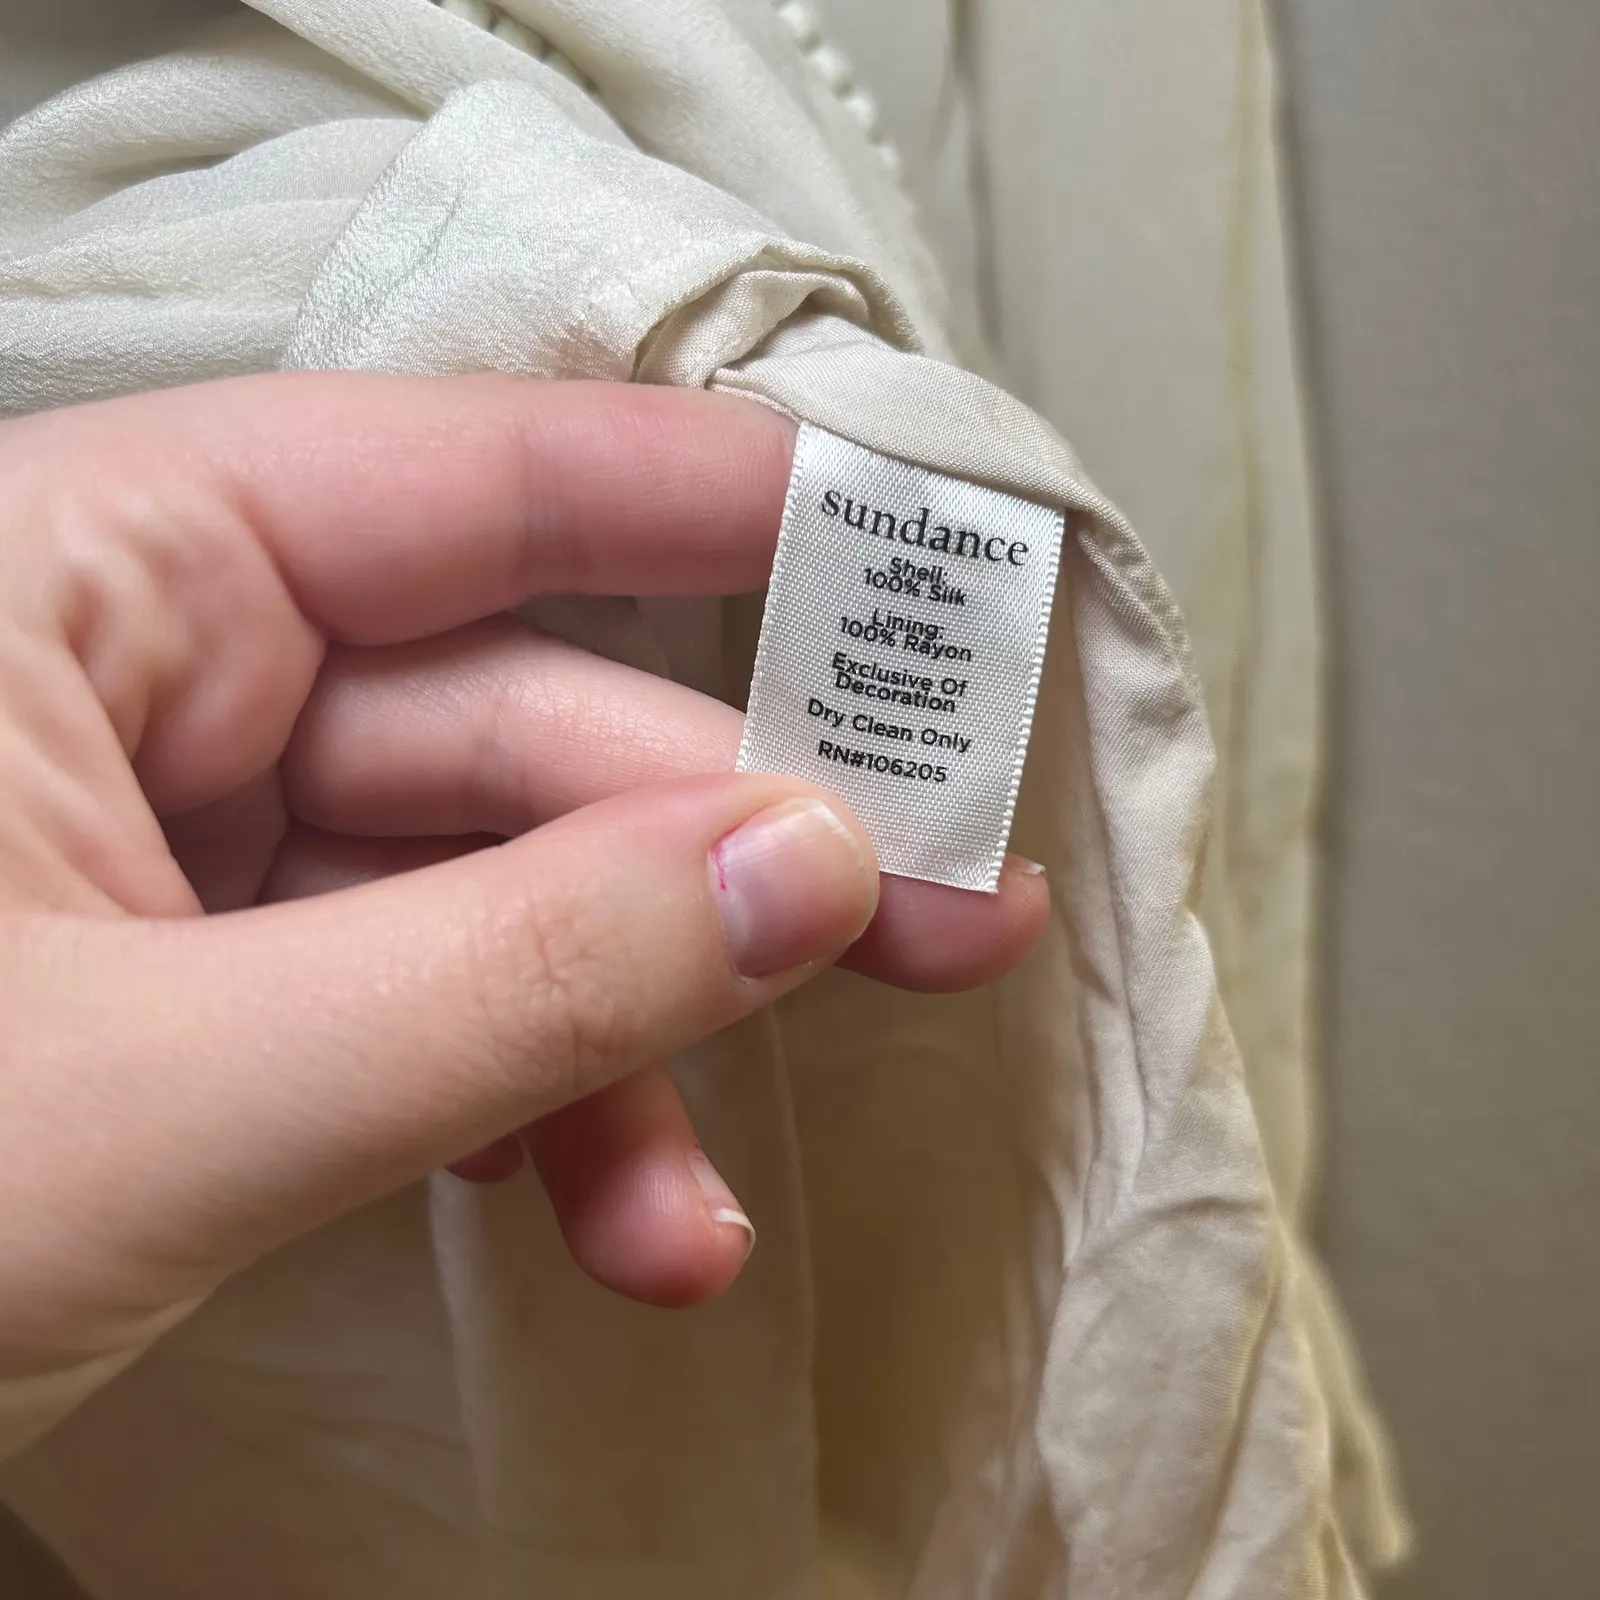 sundance
Shell:
100% Silk
Lining:
100% Rayon
Exclusive Of
Decoration
Dry Clean Only
RN#106205